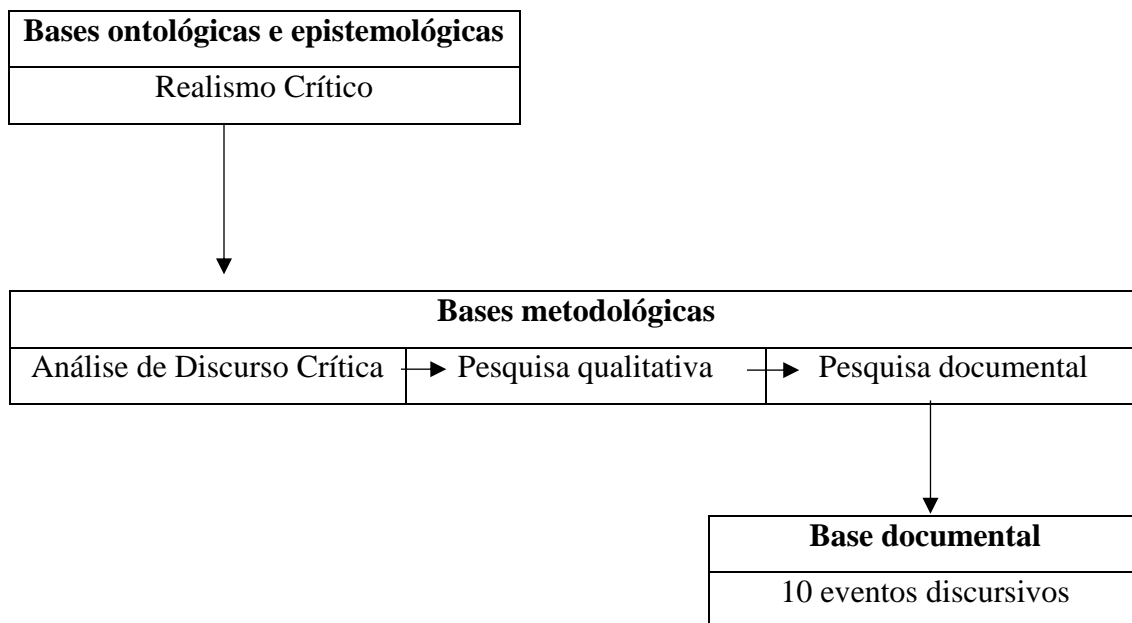 Bases ontológicas e epistemológicas
Realismo Crítico
Bases metodológicas
Análise de Discurso Crítica Pesquisa qualitativa Pesquisa documental
Base documental
10 eventos discursivos